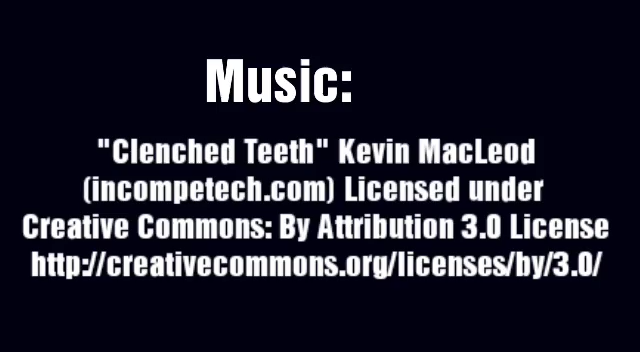 Music:
"Clenched Teeth" Kevin MacLeod
(incompetech.com) Licensed under
Creative Commons: By Attribution 3.0 License
http://creativecommons.org/licenses/by/3.0/